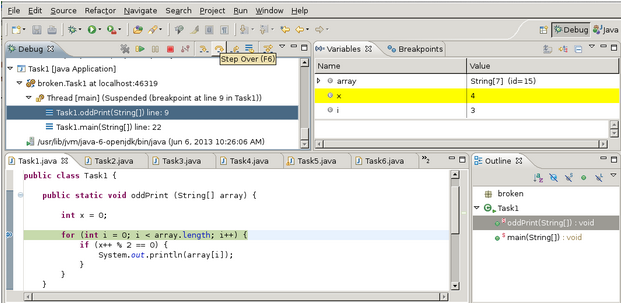 File Edit Source Refactor Navigate Search Project Run Window Help
Debug Java
Debug
Step Over (F6)
Task1 [Java Application]
broken.Task1 at localhost:46319
Thread [main] (Suspended (breakpoint at line 9 in Task1))
Task1.oddPrint(String[]) line: 9
Task1.main(String[]) line: 22
/usr/lib/jvm/java-6-openjdk/bin/java (Jun 6, 2013 10:26:06 AM)
Variables Breakpoints
Name Value
array String[7] (id=15)
x 4
i 3
Task1.java Task2.java Task3.java Task4.java Task5.java Task6.java »2
public class Task1 {
public static void oddPrint (String[] array) {
int x = 0;
for (int i = 0; i < array.length; i++) {
if (x++ % 2 == 0) {
System.out.println(array[i]);
}
}
}
Outline
broken
Task1
oddPrint(String[]) : void
main(String[]) : void